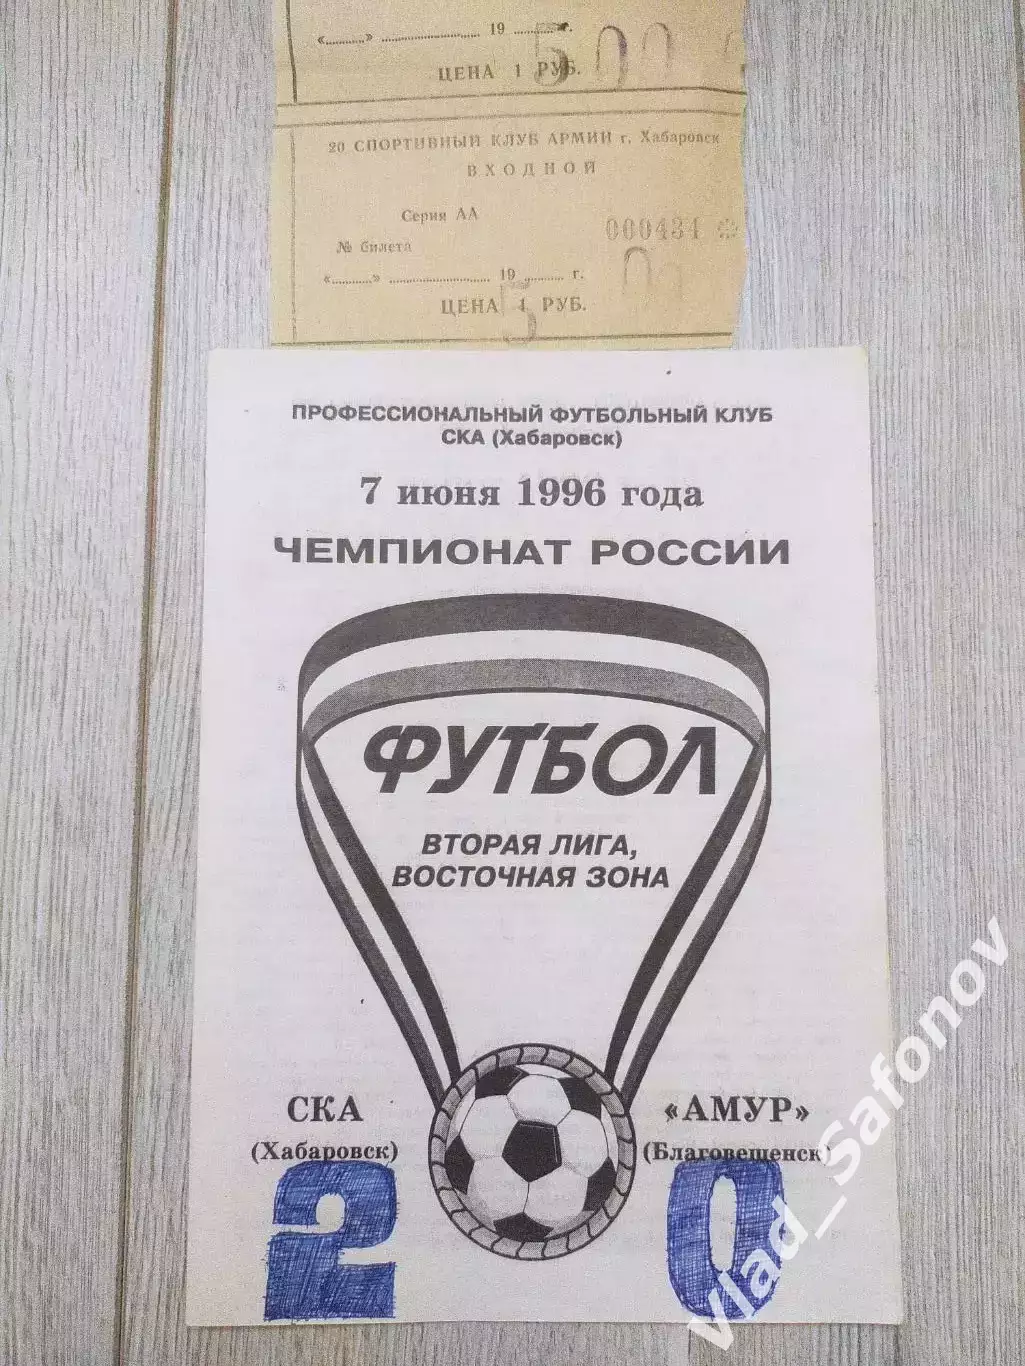 «...........» .......................... 19 ........... г.
ЦЕНА 1 РУБ.
500
20 СПОРТИВНЫЙ КЛУБ АРМИИ г. Хабаровск
ВХОДНОЙ
Серия АА
№ билета 000434
«...........» .......................... 19 ........... г.
ЦЕНА 1 РУБ.
5
ПРОФЕССИОНАЛЬНЫЙ ФУТБОЛЬНЫЙ КЛУБ
СКА (Хабаровск)
7 июня 1996 года
ЧЕМПИОНАТ РОССИИ
ФУТБОЛ
ВТОРАЯ ЛИГА,
ВОСТОЧНАЯ ЗОНА
СКА «АМУР»
(Хабаровск) (Благовещенск)
2 0
Vlad_Safonov